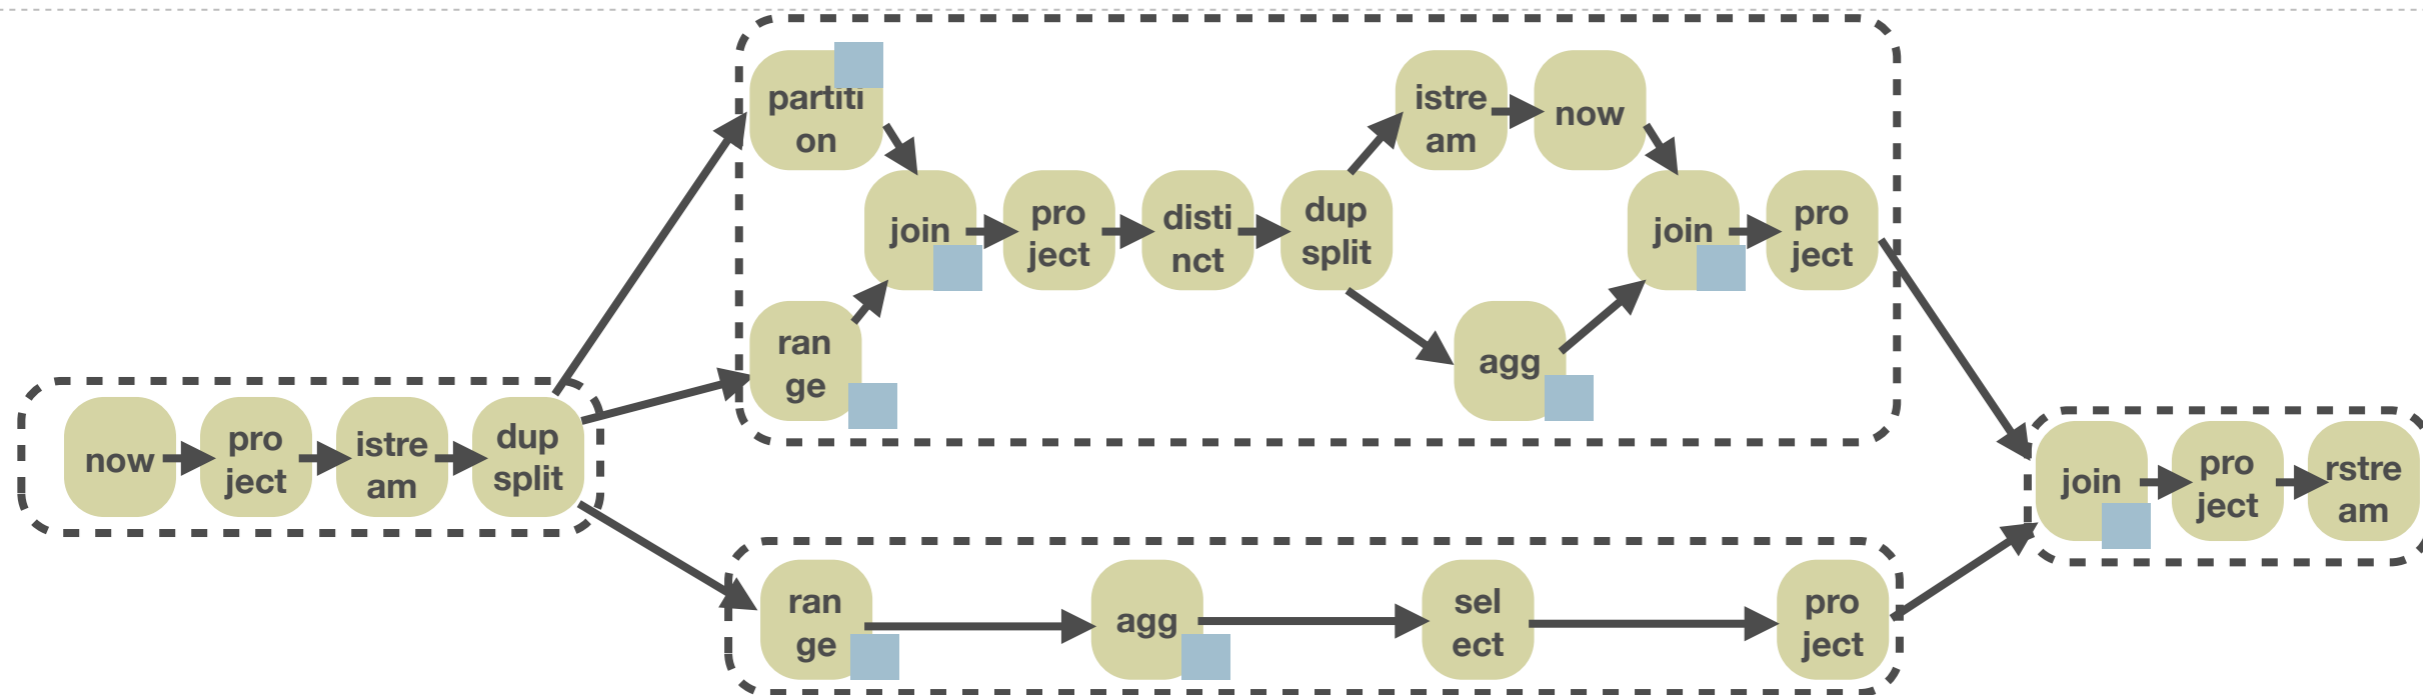 partiti
on
istre
am
now
join
pro
ject
disti
nct
dup
split
join
pro
ject
ran
ge
agg
now
pro
ject
istre
am
dup
split
join
pro
ject
rstre
am
ran
ge
agg
sel
ect
pro
ject